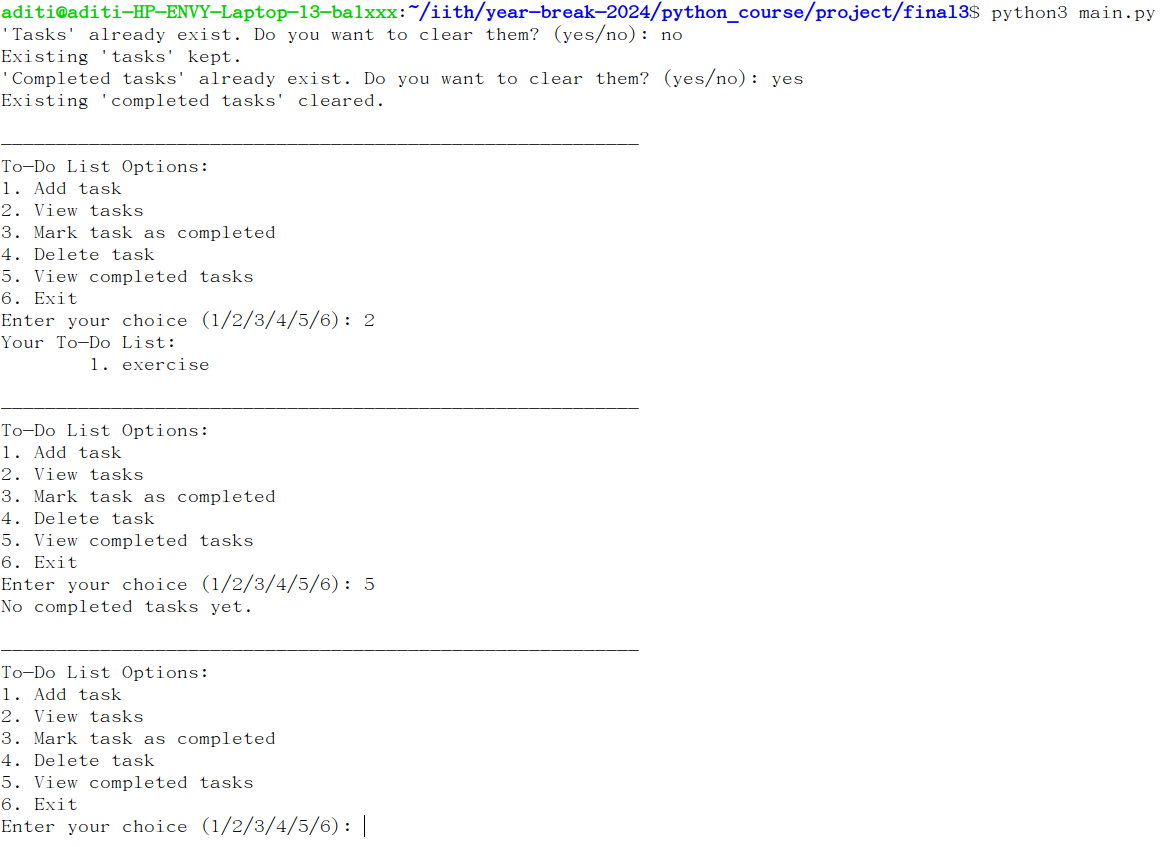 aditi@aditi-HP-ENVY-Laptop-13-ba1xxx:~/iith/year-break-2024/python_course/project/final3$ python3 main.py
'Tasks' already exist. Do you want to clear them? (yes/no): no
Existing 'tasks' kept.
'Completed tasks' already exist. Do you want to clear them? (yes/no): yes
Existing 'completed tasks' cleared.
__________________________________________________________
To-Do List Options:
1. Add task
2. View tasks
3. Mark task as completed
4. Delete task
5. View completed tasks
6. Exit
Enter your choice (1/2/3/4/5/6): 2
Your To-Do List:
        1. exercise
__________________________________________________________
To-Do List Options:
1. Add task
2. View tasks
3. Mark task as completed
4. Delete task
5. View completed tasks
6. Exit
Enter your choice (1/2/3/4/5/6): 5
No completed tasks yet.
__________________________________________________________
To-Do List Options:
1. Add task
2. View tasks
3. Mark task as completed
4. Delete task
5. View completed tasks
6. Exit
Enter your choice (1/2/3/4/5/6):